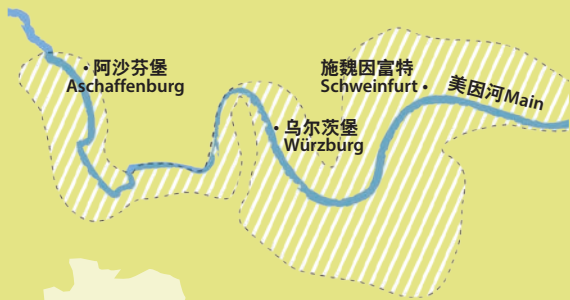 阿沙芬堡
Aschaffenburg
施魏因富特
Schweinfurt
美因河Main
乌尔茨堡
Würzburg